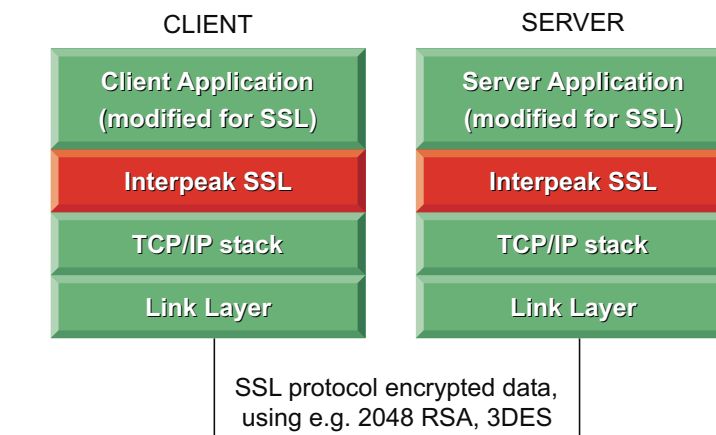 CLIENT
Client Application
(modified for SSL)
Interpeak SSL
TCP/IP stack
Link Layer
SERVER
Server Application
(modified for SSL)
Interpeak SSL
TCP/IP stack
Link Layer
SSL protocol encrypted data,
using e.g. 2048 RSA, 3DES